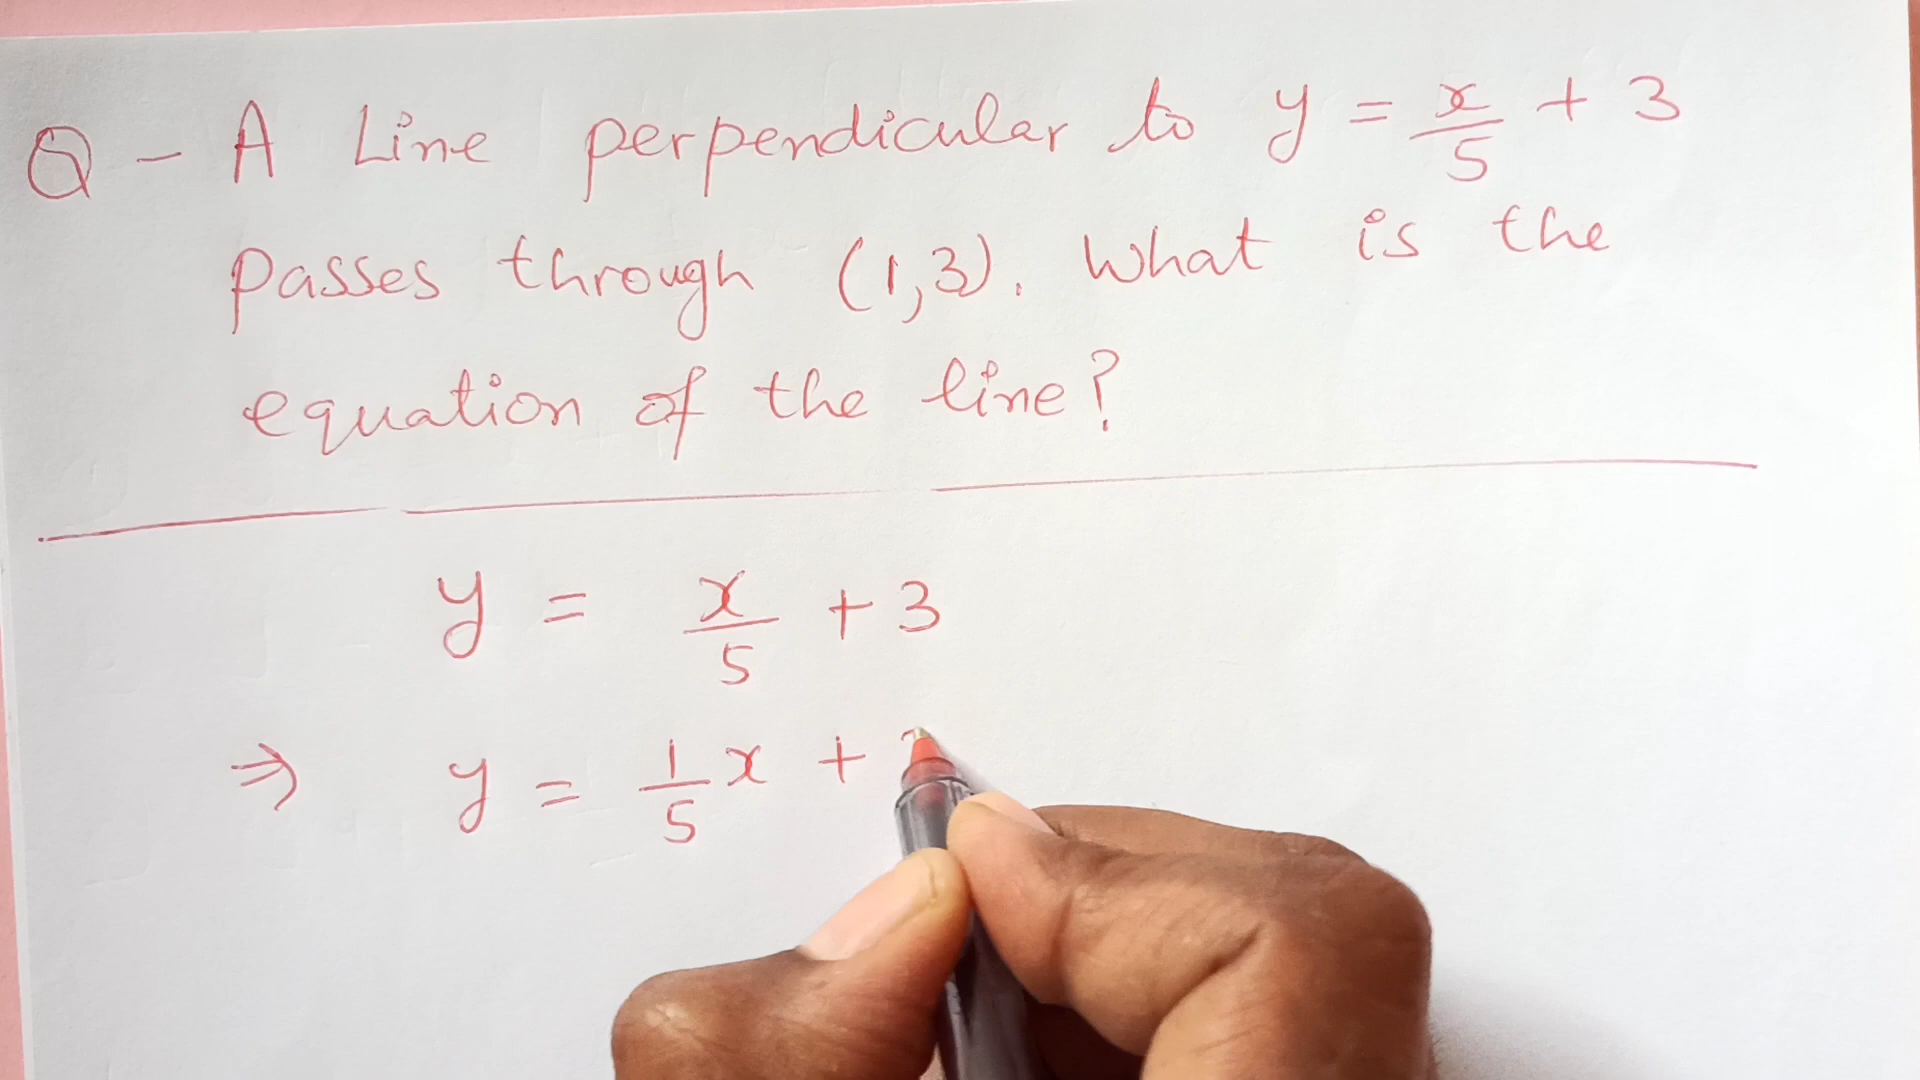 Q - A Line perpendicular to y = x/5 + 3
passes through (1,3). What is the
equation of the line?
y = x/5 + 3
⇒ y = 1/5 x +